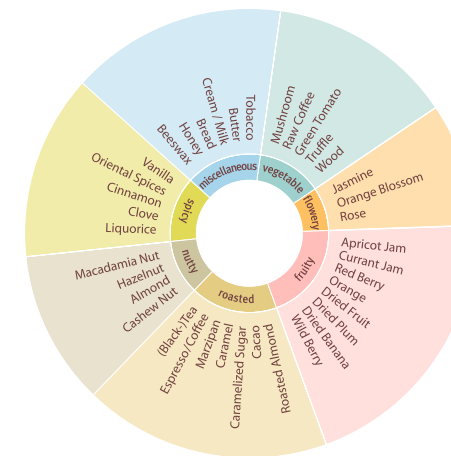 miscellaneous
Beeswax
Honey
Bread
Cream / Milk
Butter
Tobacco
vegetable
Mushroom
Raw Coffee
Green Tomato
Truffle
Wood
flowery
Jasmine
Orange Blossom
Rose
fruity
Apricot Jam
Currant Jam
Red Berry
Orange
Dried Fruit
Dried Plum
Dried Banana
Wild Berry
roasted
Roasted Almond
Cacao
Caramelized Sugar
Caramel
Marzipan
Espresso/Coffee
(Black-)Tea
nutty
Cashew Nut
Almond
Hazelnut
Macadamia Nut
spicy
Liquorice
Clove
Cinnamon
Oriental Spices
Vanilla